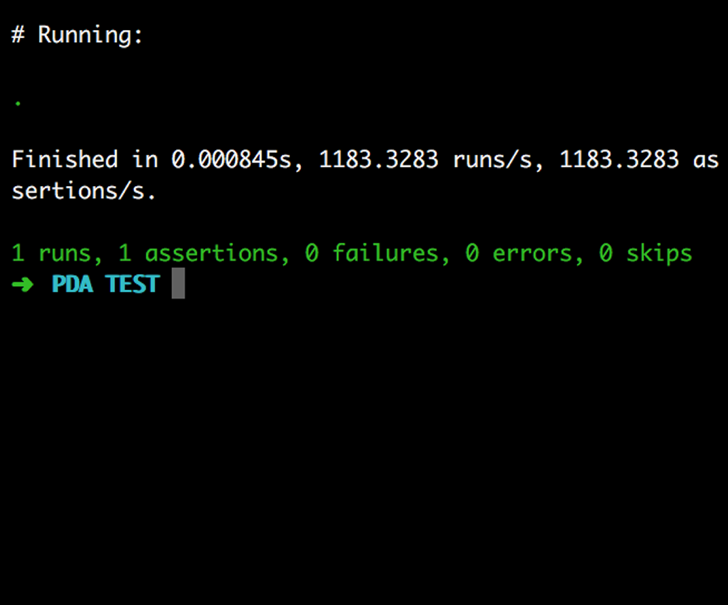 # Running:
.
Finished in 0.000845s, 1183.3283 runs/s, 1183.3283 as
sertions/s.
1 runs, 1 assertions, 0 failures, 0 errors, 0 skips
➜ PDA TEST